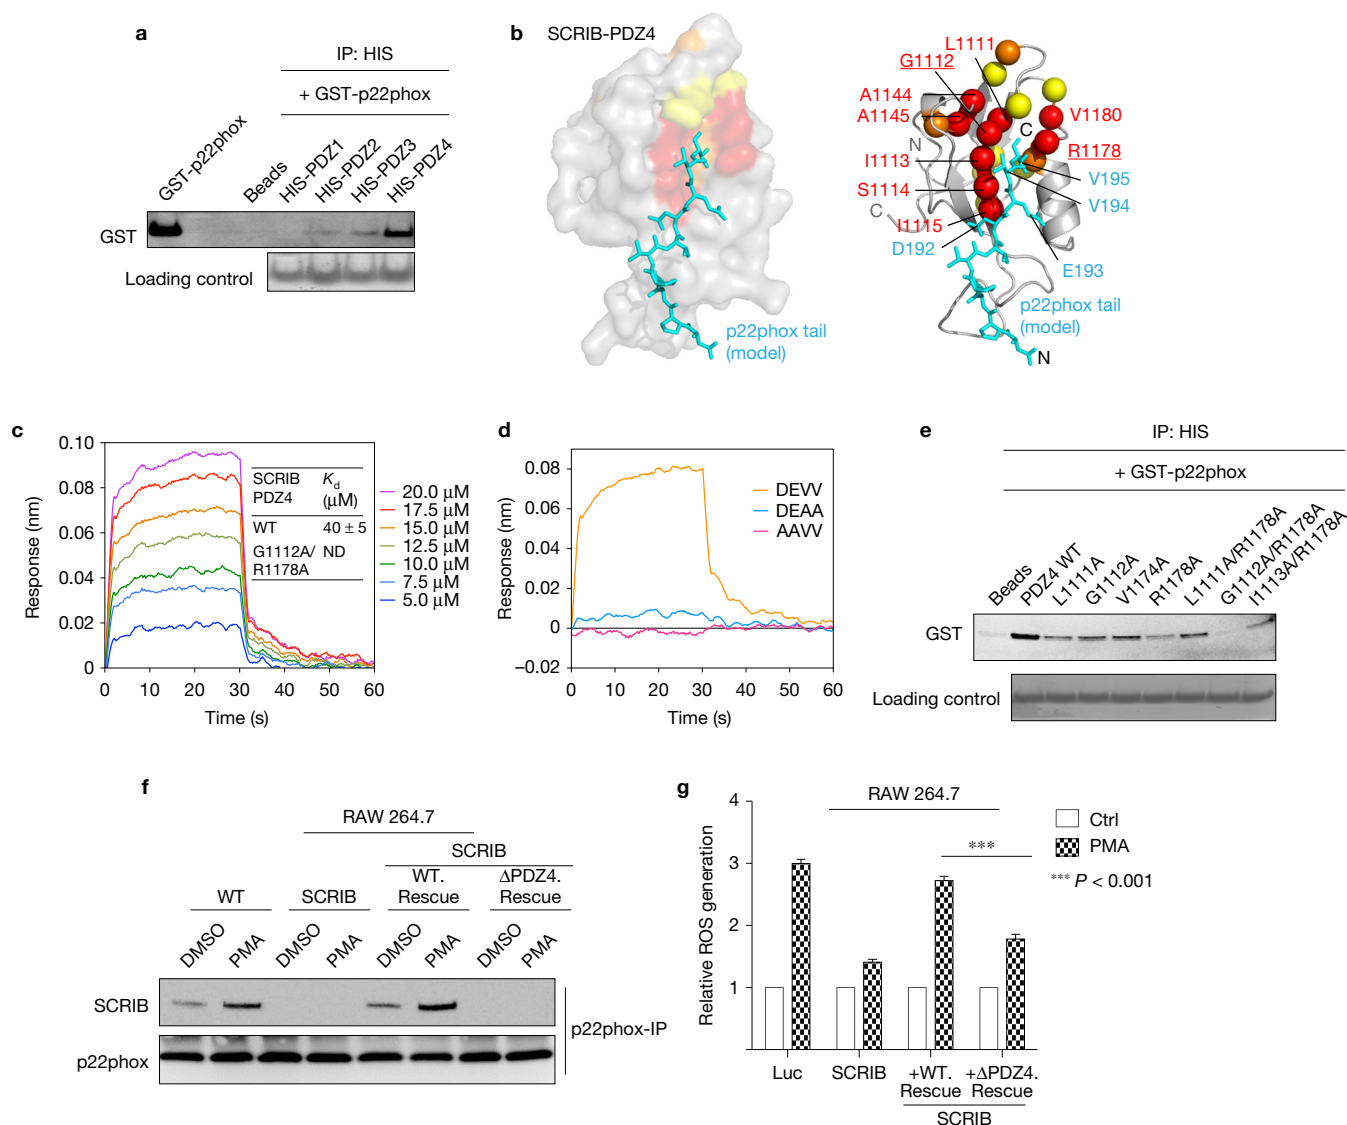 a
IP: HIS
+ GST-p22phox
GST-p22phox
Beads
HIS-PDZ1
HIS-PDZ2
HIS-PDZ3
HIS-PDZ4
GST
Loading control
b
SCRIB-PDZ4
p22phox tail
(model)
L1111
G1112
A1144
A1145
N
I1113
S1114
C
I1115
D192
C
V1180
R1178
V195
V194
E193
p22phox tail
(model)
N
c
Response (nm)
0.10
0.08
0.06
0.04
0.02
0
0 10 20 30 40 50 60
Time (s)
SCRIB PDZ4 Kd (μM)
WT 40 ± 5
G1112A/R1178A ND
20.0 μM
17.5 μM
15.0 μM
12.5 μM
10.0 μM
7.5 μM
5.0 μM
d
Response (nm)
0.08
0.06
0.04
0.02
0
−0.02
0 10 20 30 40 50 60
Time (s)
DEVV
DEAA
AAVV
e
IP: HIS
+ GST-p22phox
Beads
PDZ4 WT
L1111A
G1112A
V1174A
R1178A
L1111A/R1178A
G1112A/R1178A
I1113A/R1178A
GST
Loading control
f
RAW 264.7
SCRIB
WT SCRIB WT. Rescue ΔPDZ4. Rescue
DMSO PMA DMSO PMA DMSO PMA DMSO PMA
SCRIB
p22phox
p22phox-IP
g
Relative ROS generation
4
3
2
1
RAW 264.7
***
Ctrl
PMA
*** P < 0.001
Luc SCRIB +WT. Rescue +ΔPDZ4. Rescue
SCRIB